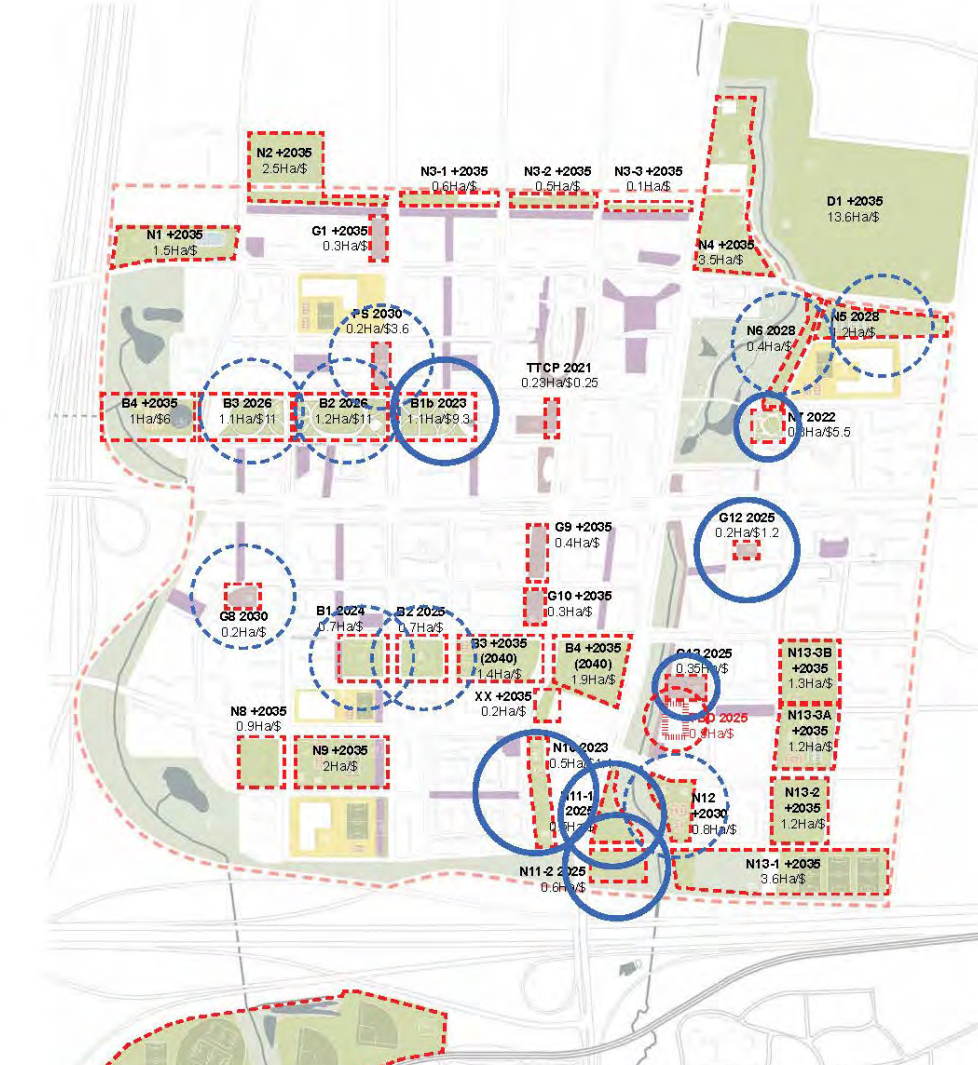 N2 +2035
2.5Ha/$
N3-1 +2035
0.6Ha/$
N3-2 +2035
0.5Ha/$
N3-3 +2035
0.1Ha/$
D1 +2035
13.6Ha/$
N1 +2035
1.5Ha/$
G1 +2035
0.3Ha/$
N4 +2035
3.5Ha/$
PS 2030
0.2Ha/$3.6
N6 2028
0.4Ha/$
N5 2028
1.2Ha/$
TTCP 2021
0.23Ha/$0.25
B4 +2035
1Ha/$6
B3 2026
1.1Ha/$11
B2 2026
1.2Ha/$11
B1b 2023
1.1Ha/$9.3
N7 2022
0.3Ha/$5.5
G12 2025
0.2Ha/$1.2
G9 +2035
0.4Ha/$
G10 +2035
0.3Ha/$
G8 2030
0.2Ha/$
B1 2024
0.7Ha/$
B2 2025
0.7Ha/$
B3 +2035
(2040)
1.4Ha/$
B4 +2035
(2040)
1.9Ha/$
2025
0.35Ha/$
N13-3B
+2035
1.3Ha/$
XX +2035
0.2Ha/$
2025
Ha/$
N13-3A
+2035
1.2Ha/$
N8 +2035
0.9Ha/$
N9 +2035
2Ha/$
N10 2023
0.5Ha/$
N11-1
2025
N12
+2030
0.8Ha/$
N13-2
+2035
1.2Ha/$
N11-2 2025
0.6Ha/$
N13-1 +2035
3.6Ha/$